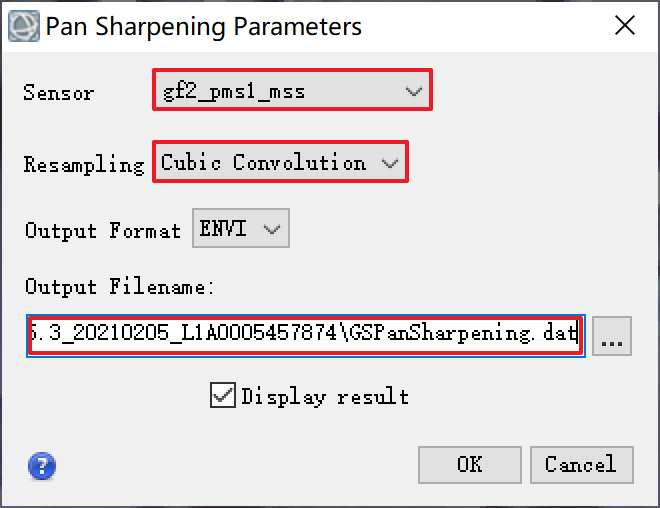 Pan Sharpening Parameters
Sensor gf2_pms1_mss
Resampling Cubic Convolution
Output Format ENVI
Output Filename:
5.3_20210205_L1A0005457874\GSPanSharpening.dat ...
Display result
? OK Cancel